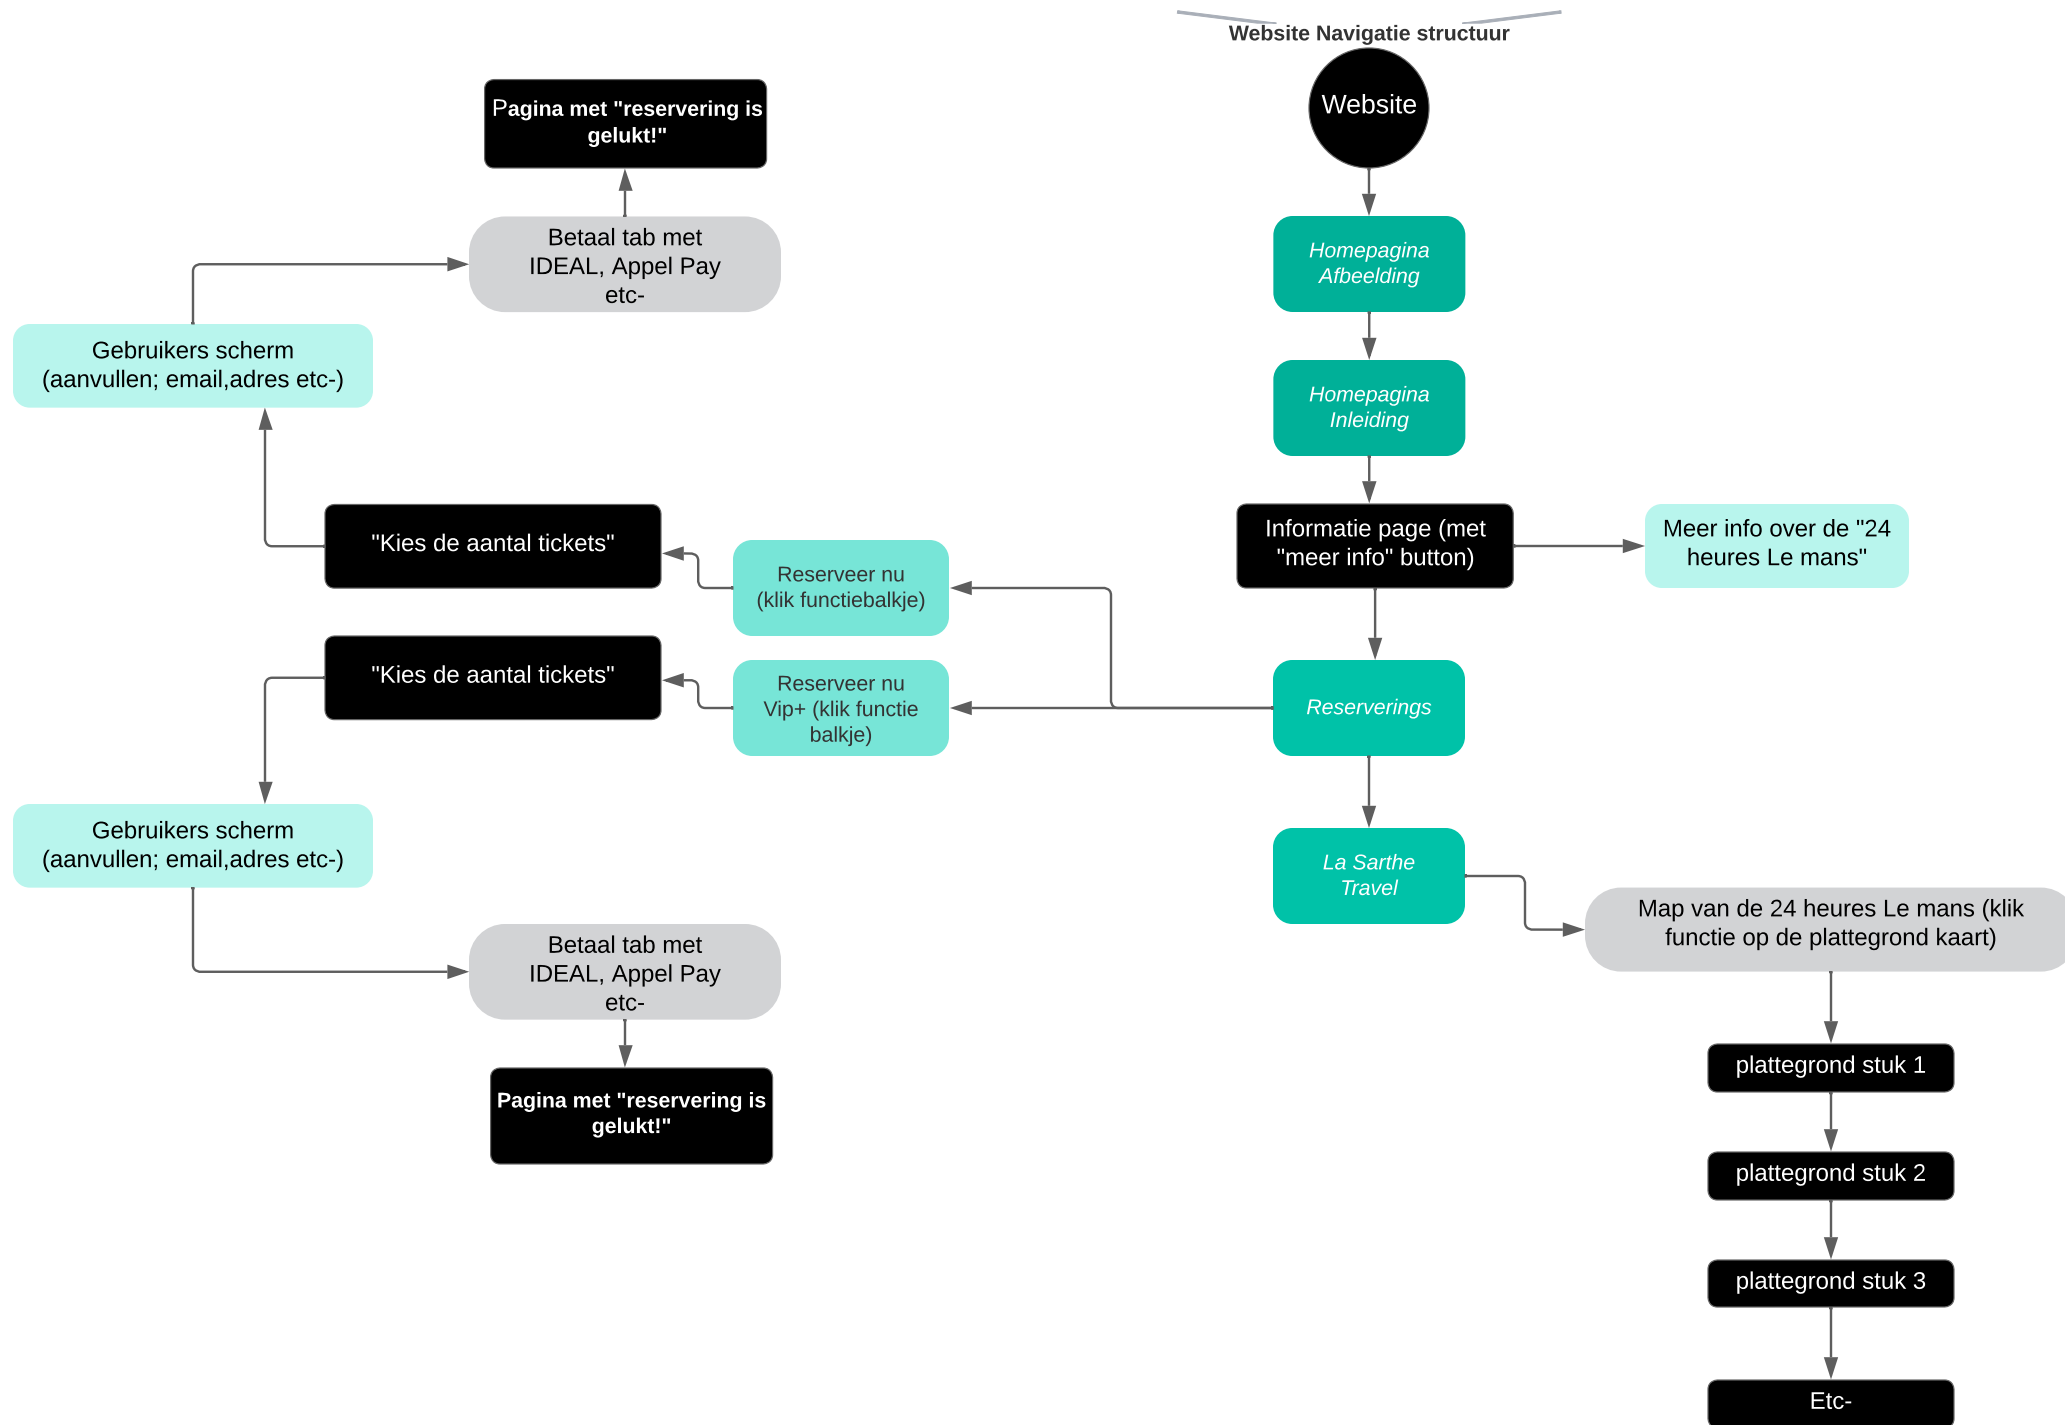 Website Navigatie structuur
Website
Pagina met "reservering is
gelukt!"
Betaal tab met
IDEAL, Appel Pay
etc-
Homepagina
Afbeelding
Gebruikers scherm
(aanvullen; email,adres etc-)
Homepagina
Inleiding
"Kies de aantal tickets"
Reserveer nu
(klik functiebalkje)
Informatie page (met
"meer info" button)
Meer info over de "24
heures Le mans"
"Kies de aantal tickets"
Reserveer nu
Vip+ (klik functie
balkje)
Reserverings
Gebruikers scherm
(aanvullen; email,adres etc-)
La Sarthe
Travel
Map van de 24 heures Le mans (klik
functie op de plattegrond kaart)
Betaal tab met
IDEAL, Appel Pay
etc-
Pagina met "reservering is
gelukt!"
plattegrond stuk 1
plattegrond stuk 2
plattegrond stuk 3
Etc-